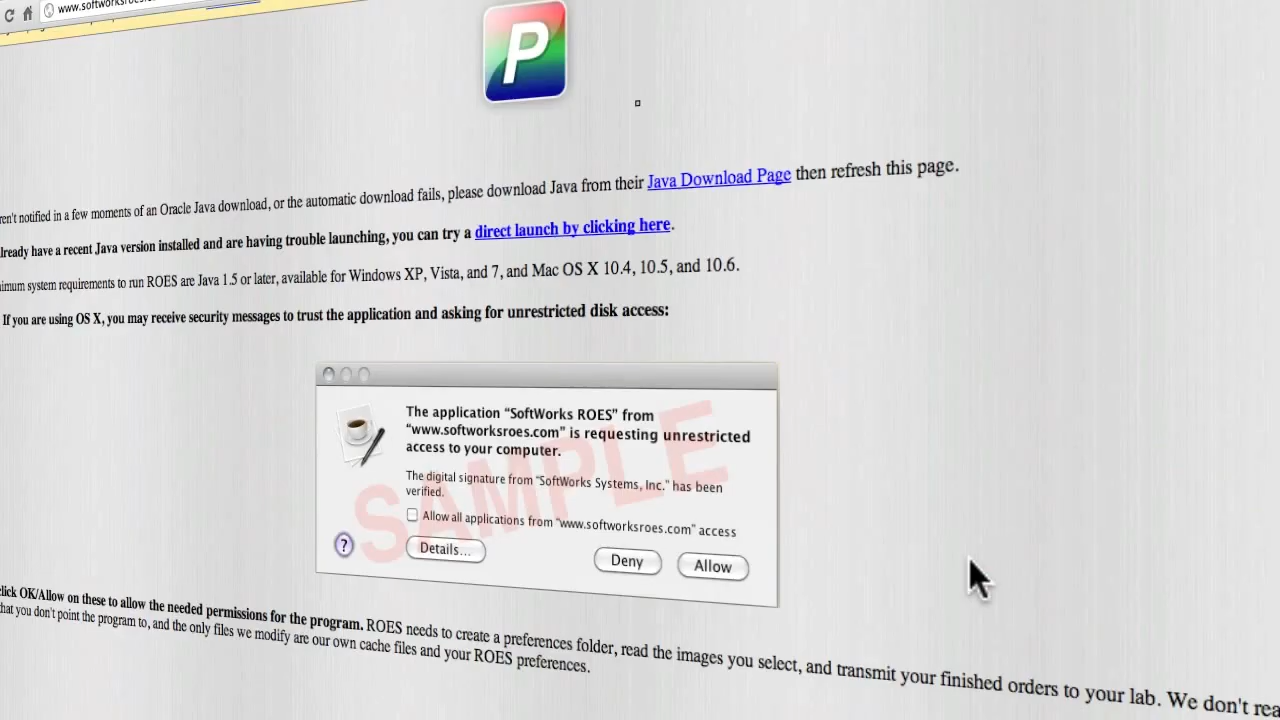 www.softworksroes
P
ren't notified in a few moments of an Oracle Java download, or the automatic download fails, please download Java from their Java Download Page then refresh this page.
lready have a recent Java version installed and are having trouble launching, you can try a direct launch by clicking here.
nimum system requirements to run ROES are Java 1.5 or later, available for Windows XP, Vista, and 7, and Mac OS X 10.4, 10.5, and 10.6.
If you are using OS X, you may receive security messages to trust the application and asking for unrestricted disk access:
The application "SoftWorks ROES" from
"www.softworksroes.com" is requesting unrestricted
access to your computer.
The digital signature from "SoftWorks Systems, Inc." has been
verified.
Allow all applications from "www.softworksroes.com" access
SAMPLE
? Details... Deny Allow
click OK/Allow on these to allow the needed permissions for the program. ROES needs to create a preferences folder, read the images you select, and transmit your finished orders to your lab. We don't rea
that you don't point the program to, and the only files we modify are our own cache files and your ROES preferences.